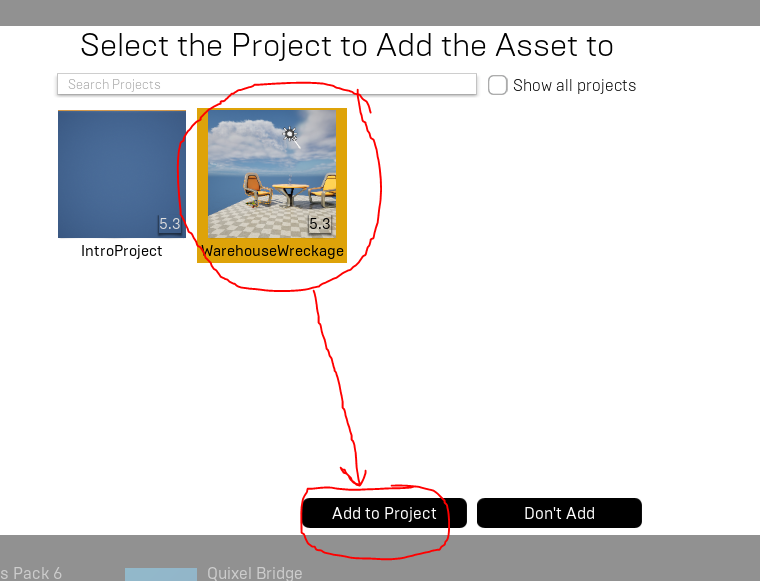 Select the Project to Add the Asset to
Search Projects
Show all projects
5.3
5.3
IntroProject
WarehouseWreckage
Add to Project
Don't Add
s Pack 6
Quixel Bridge